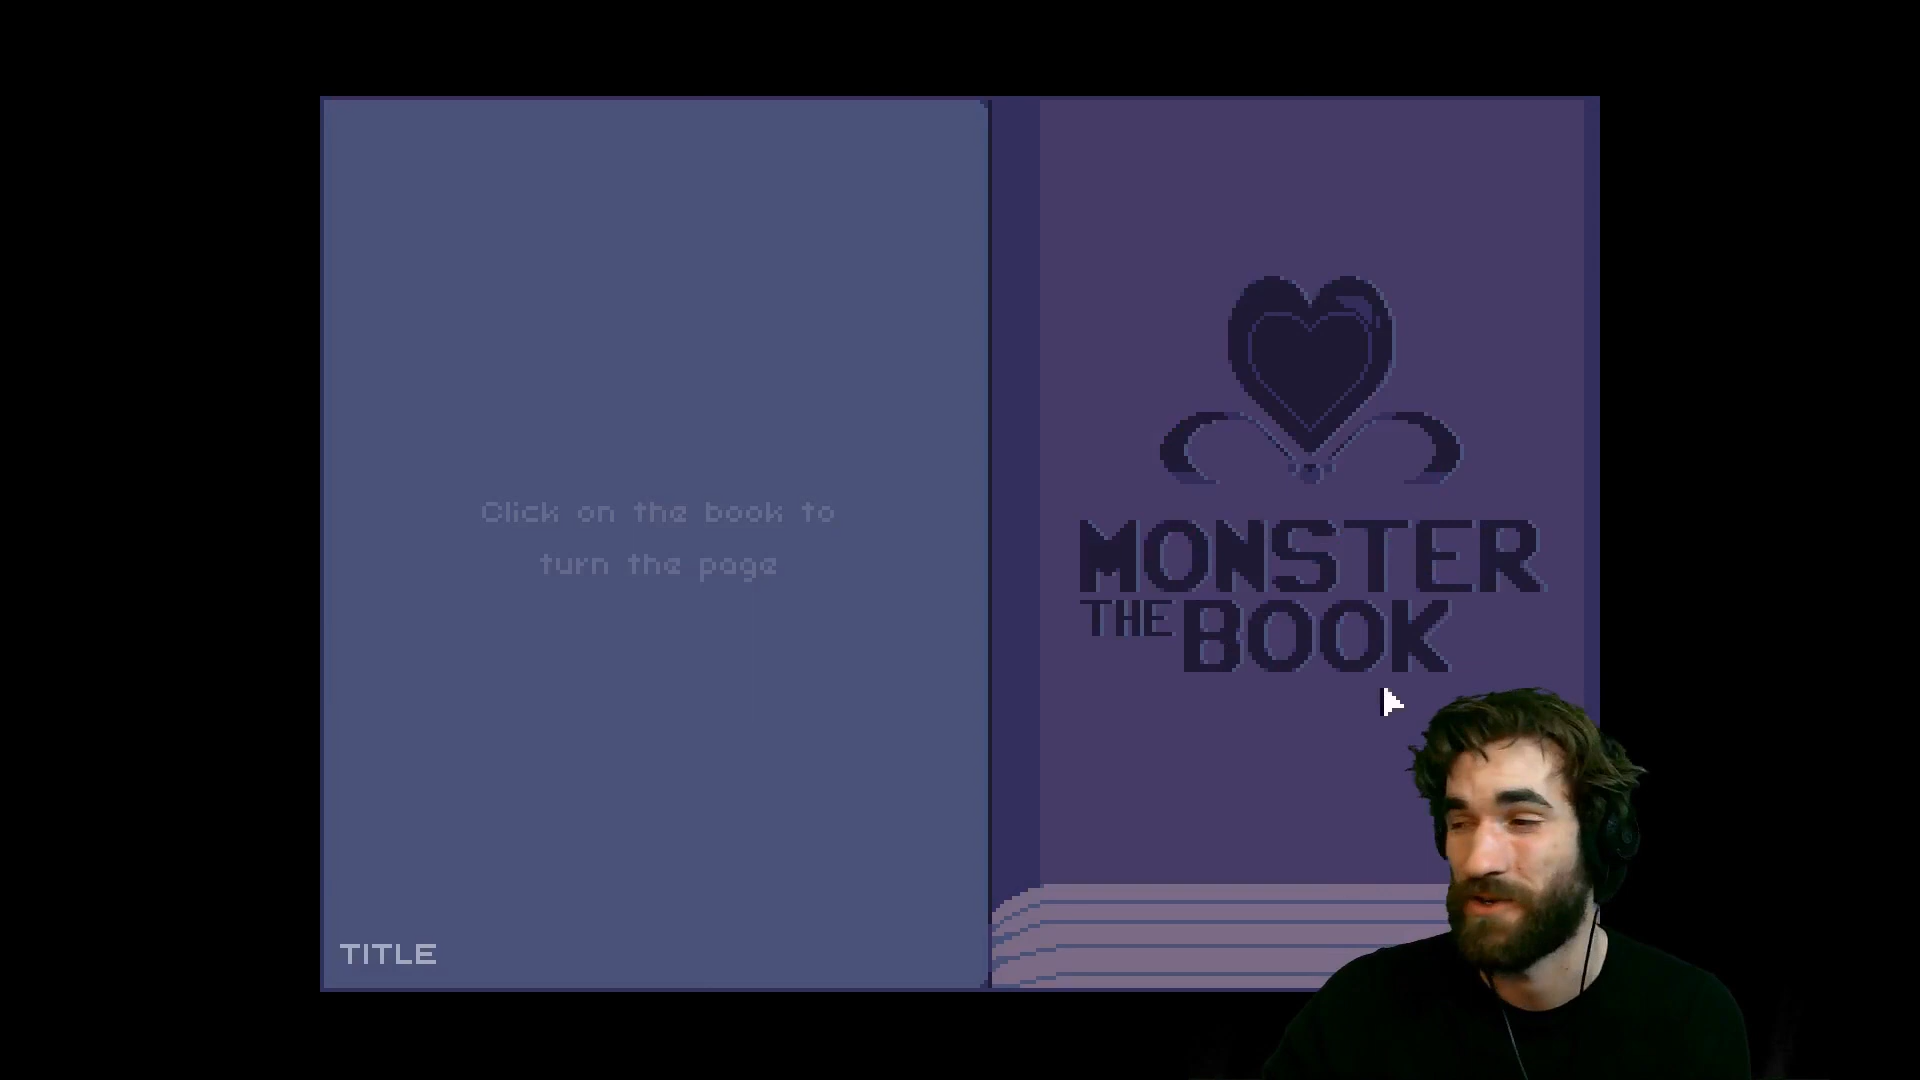 Click on the book to
turn the page
MONSTER
THE BOOK
TITLE